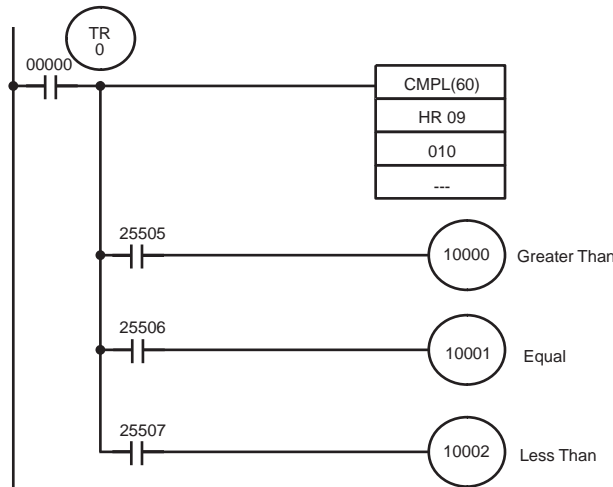 TR
0
00000
CMPL(60)
HR 09
010
---
25505
10000 Greater Than
25506
10001 Equal
25507
10002 Less Than